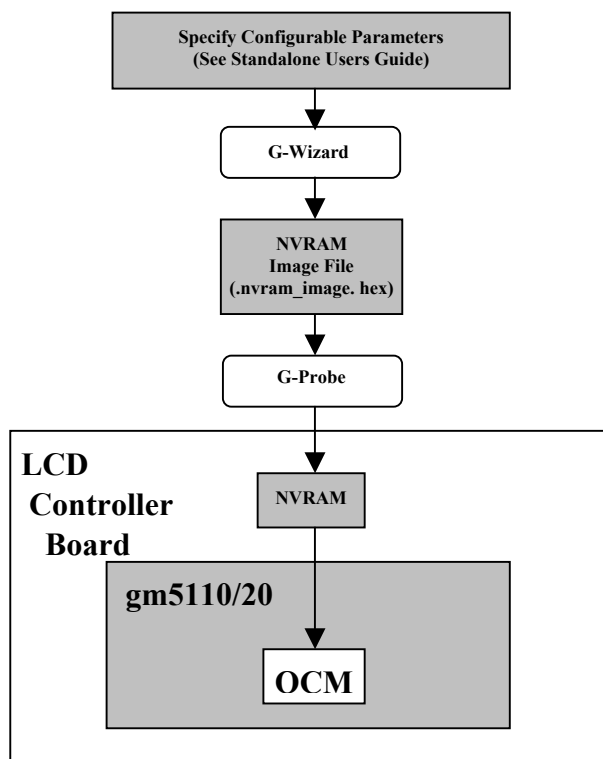 Specify Configurable Parameters
(See Standalone Users Guide)
G-Wizard
NVRAM
Image File
(.nvram_image. hex)
G-Probe
LCD
Controller
Board
NVRAM
gm5110/20
OCM